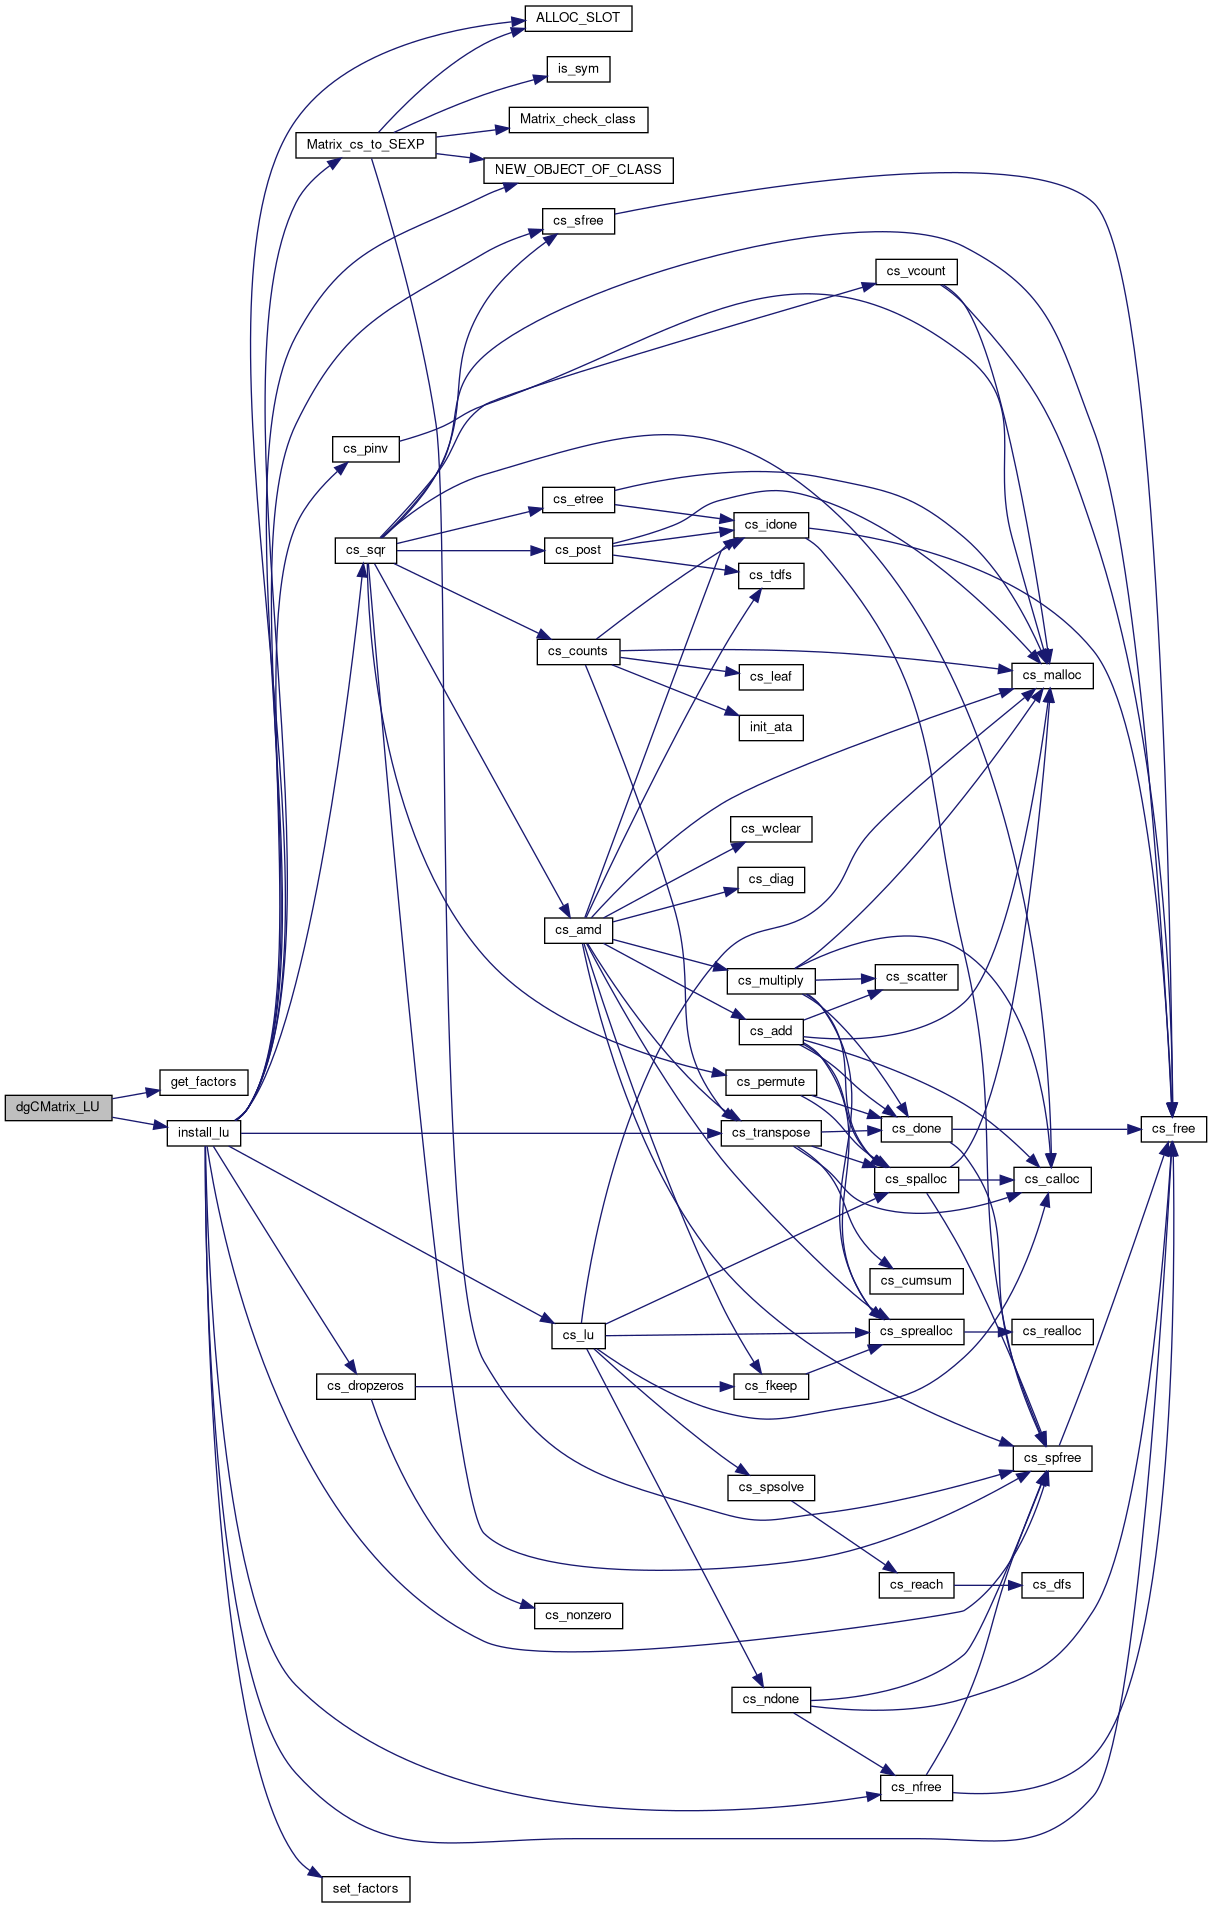 ALLOC_SLOT
is_sym
Matrix_check_class
Matrix_cs_to_SEXP
NEW_OBJECT_OF_CLASS
cs_sfree
cs_vcount
cs_pinv
cs_etree
cs_idone
cs_sqr
cs_post
cs_tdfs
cs_counts
cs_malloc
cs_leaf
init_ata
cs_wclear
cs_diag
cs_amd
cs_multiply
cs_scatter
cs_add
get_factors
cs_permute
dgCMatrix_LU
install_lu
cs_transpose
cs_done
cs_free
cs_spalloc
cs_calloc
cs_cumsum
cs_lu
cs_sprealloc
cs_realloc
cs_dropzeros
cs_fkeep
cs_spfree
cs_spsolve
cs_reach
cs_dfs
cs_nonzero
cs_ndone
cs_nfree
set_factors